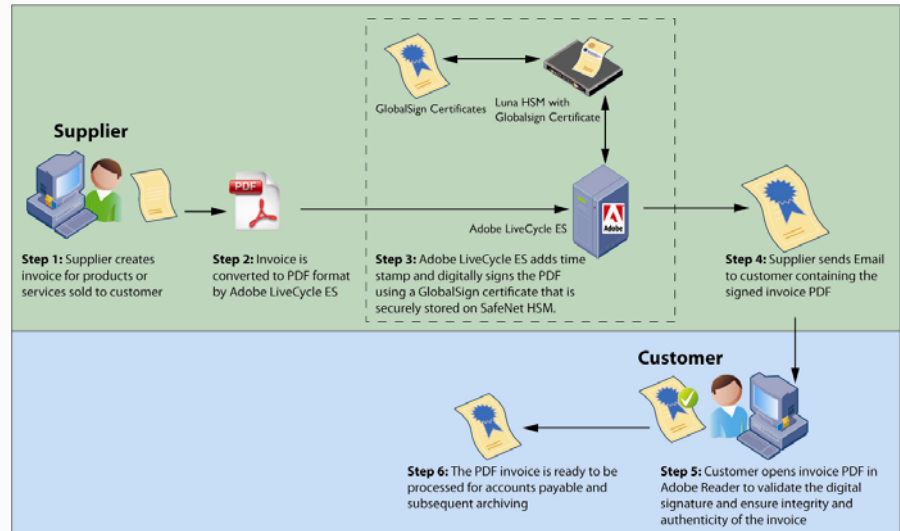 GlobalSign Certificates
Luna HSM with
Globalsign Certificate
Supplier
PDF
Adobe LiveCycle ES
Adobe
Step 1: Supplier creates
invoice for products or
services sold to customer
Step 2: Invoice is
converted to PDF format
by Adobe LiveCycle ES
Step 3: Adobe LiveCycle ES adds time
stamp and digitally signs the PDF
using a GlobalSign certificate that is
securely stored on SafeNet HSM.
Step 4: Supplier sends Email
to customer containing the
signed invoice PDF
Customer
Step 5: Customer opens invoice PDF in
Adobe Reader to validate the digital
signature and ensure integrity and
authenticity of the invoice
Step 6: The PDF invoice is ready to be
processed for accounts payable and
subsequent archiving